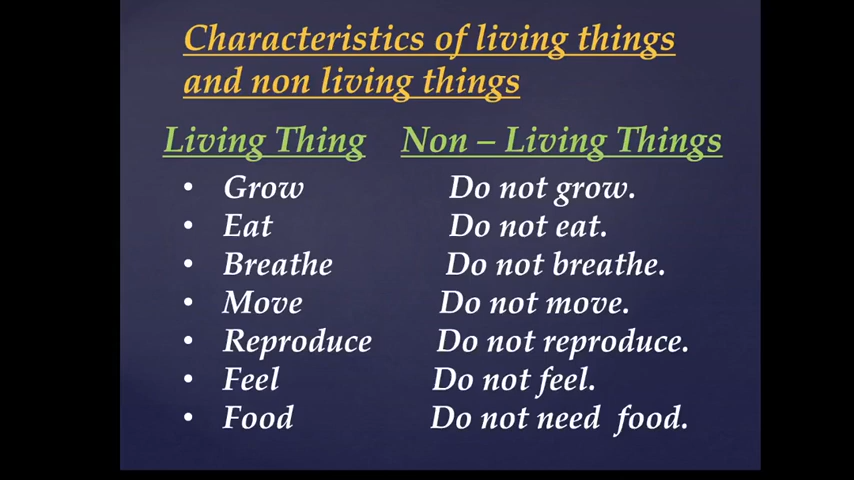 Characteristics of living things
and non living things
Living Thing Non – Living Things
• Grow Do not grow.
• Eat Do not eat.
• Breathe Do not breathe.
• Move Do not move.
• Reproduce Do not reproduce.
• Feel Do not feel.
• Food Do not need food.